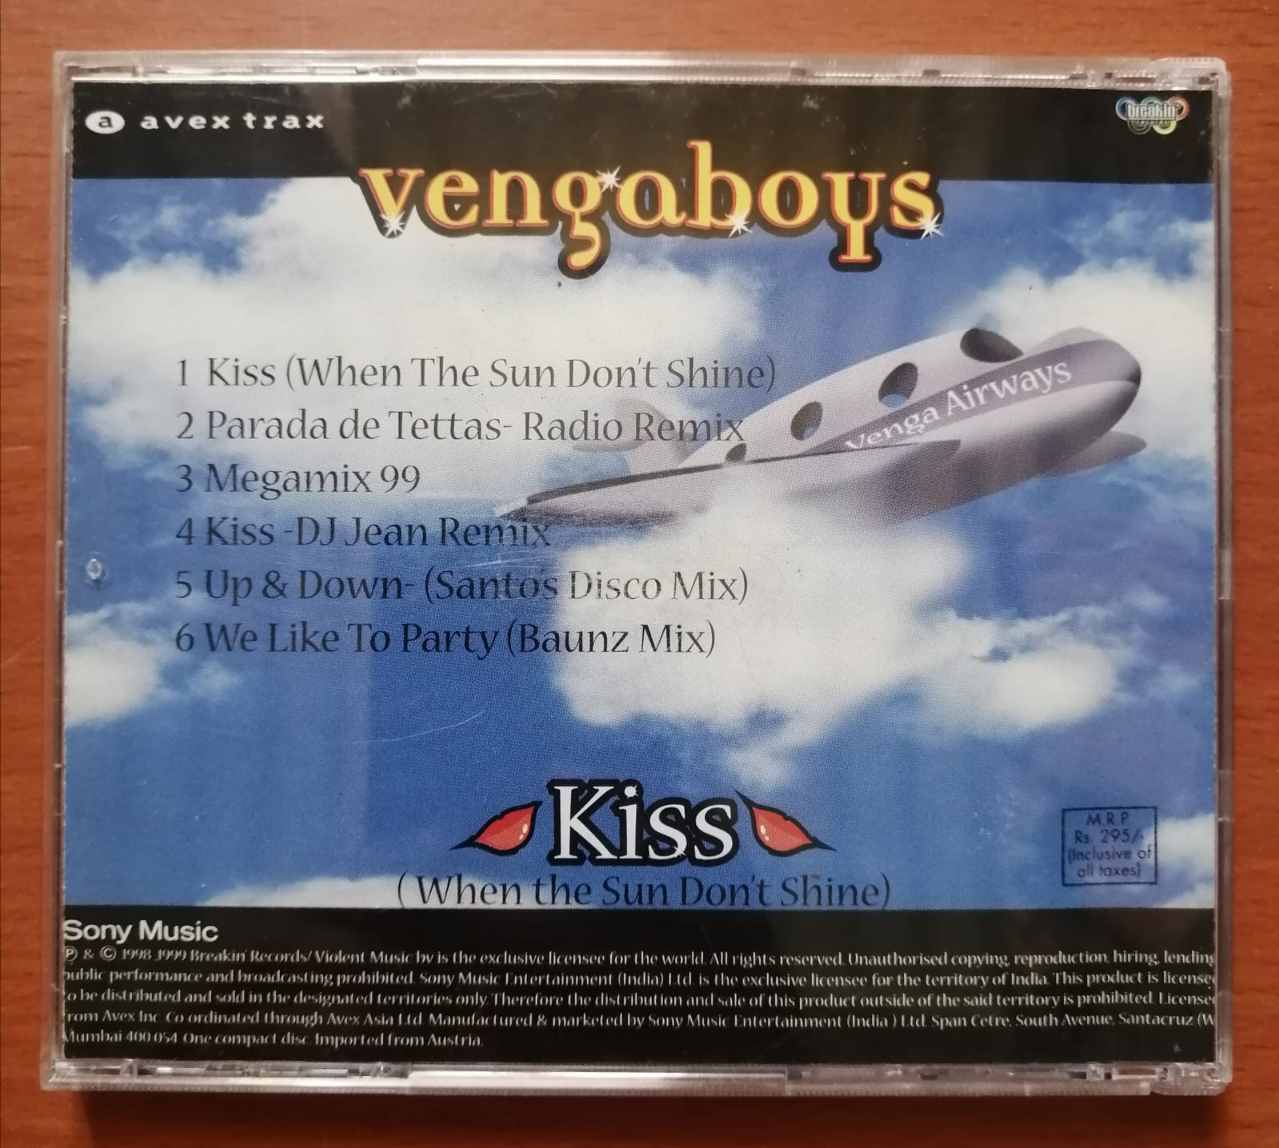 a avex trax
breakin'
vengaboys
Venga Airways
1 Kiss (When The Sun Don't Shine)
2 Parada de Tettas- Radio Remix
3 Megamix 99
4 Kiss -DJ Jean Remix
5 Up & Down- (Santo's Disco Mix)
6 We Like To Party (Baunz Mix)
Kiss
( When the Sun Don't Shine)
M.R.P.
Rs. 295/-
(Inclusive of
all taxes)
Sony Music
℗ & © 1998 1999 Breakin' Records/ Violent Music bv is the exclusive licensee for the world. All rights reserved. Unauthorised copying, reproduction, hiring, lending
public performance and broadcasting prohibited. Sony Music Entertainment (India) Ltd. is the exclusive licensee for the territory of India. This product is license
to be distributed and sold in the designated territories only. Therefore the distribution and sale of this product outside of the said territory is prohibited. License
from Avex Inc. Co ordinated through Avex Asia Ltd. Manufactured & marketed by Sony Music Entertainment (India ) Ltd. Span Cetre, South Avenue, Santacruz (W
Mumbai 400 054. One compact disc. Imported from Austria.